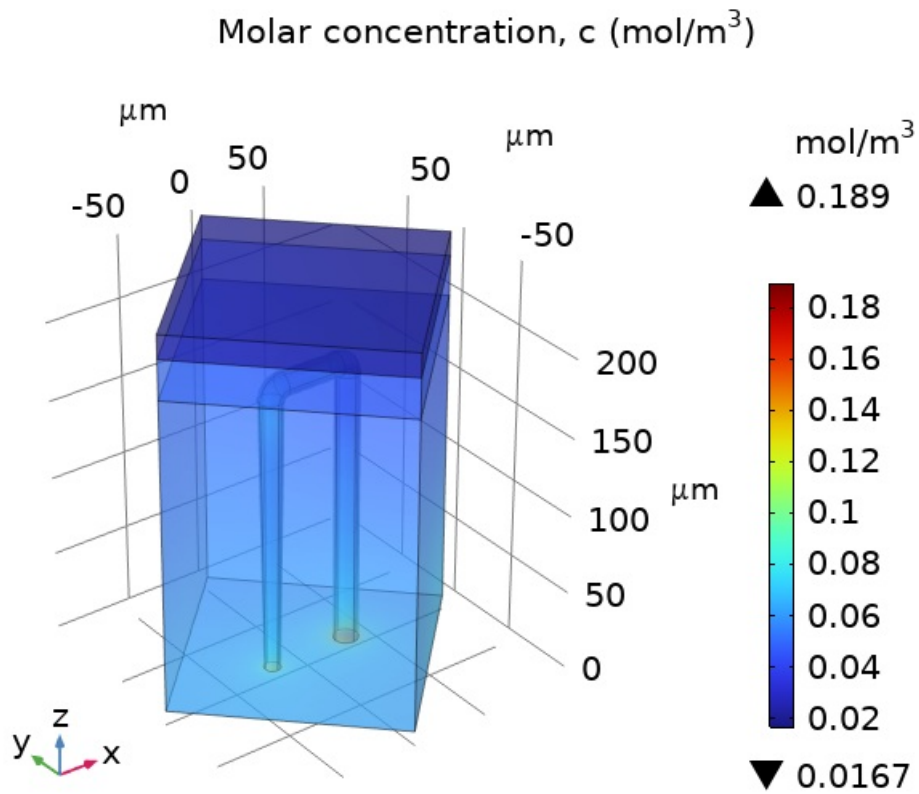 Molar concentration, c (mol/m³)
µm
µm
-50
0
50
50
-50
mol/m³
▲ 0.189
200
150
µm
100
50
0
0.18
0.16
0.14
0.12
0.1
0.08
0.06
0.04
0.02
▼ 0.0167
z
y
x